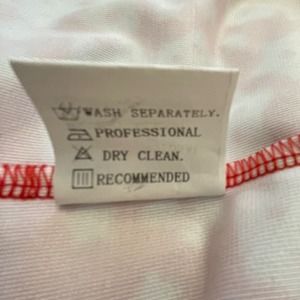 WASH SEPARATELY.
PROFESSIONAL
DRY CLEAN.
RECOMMENDED